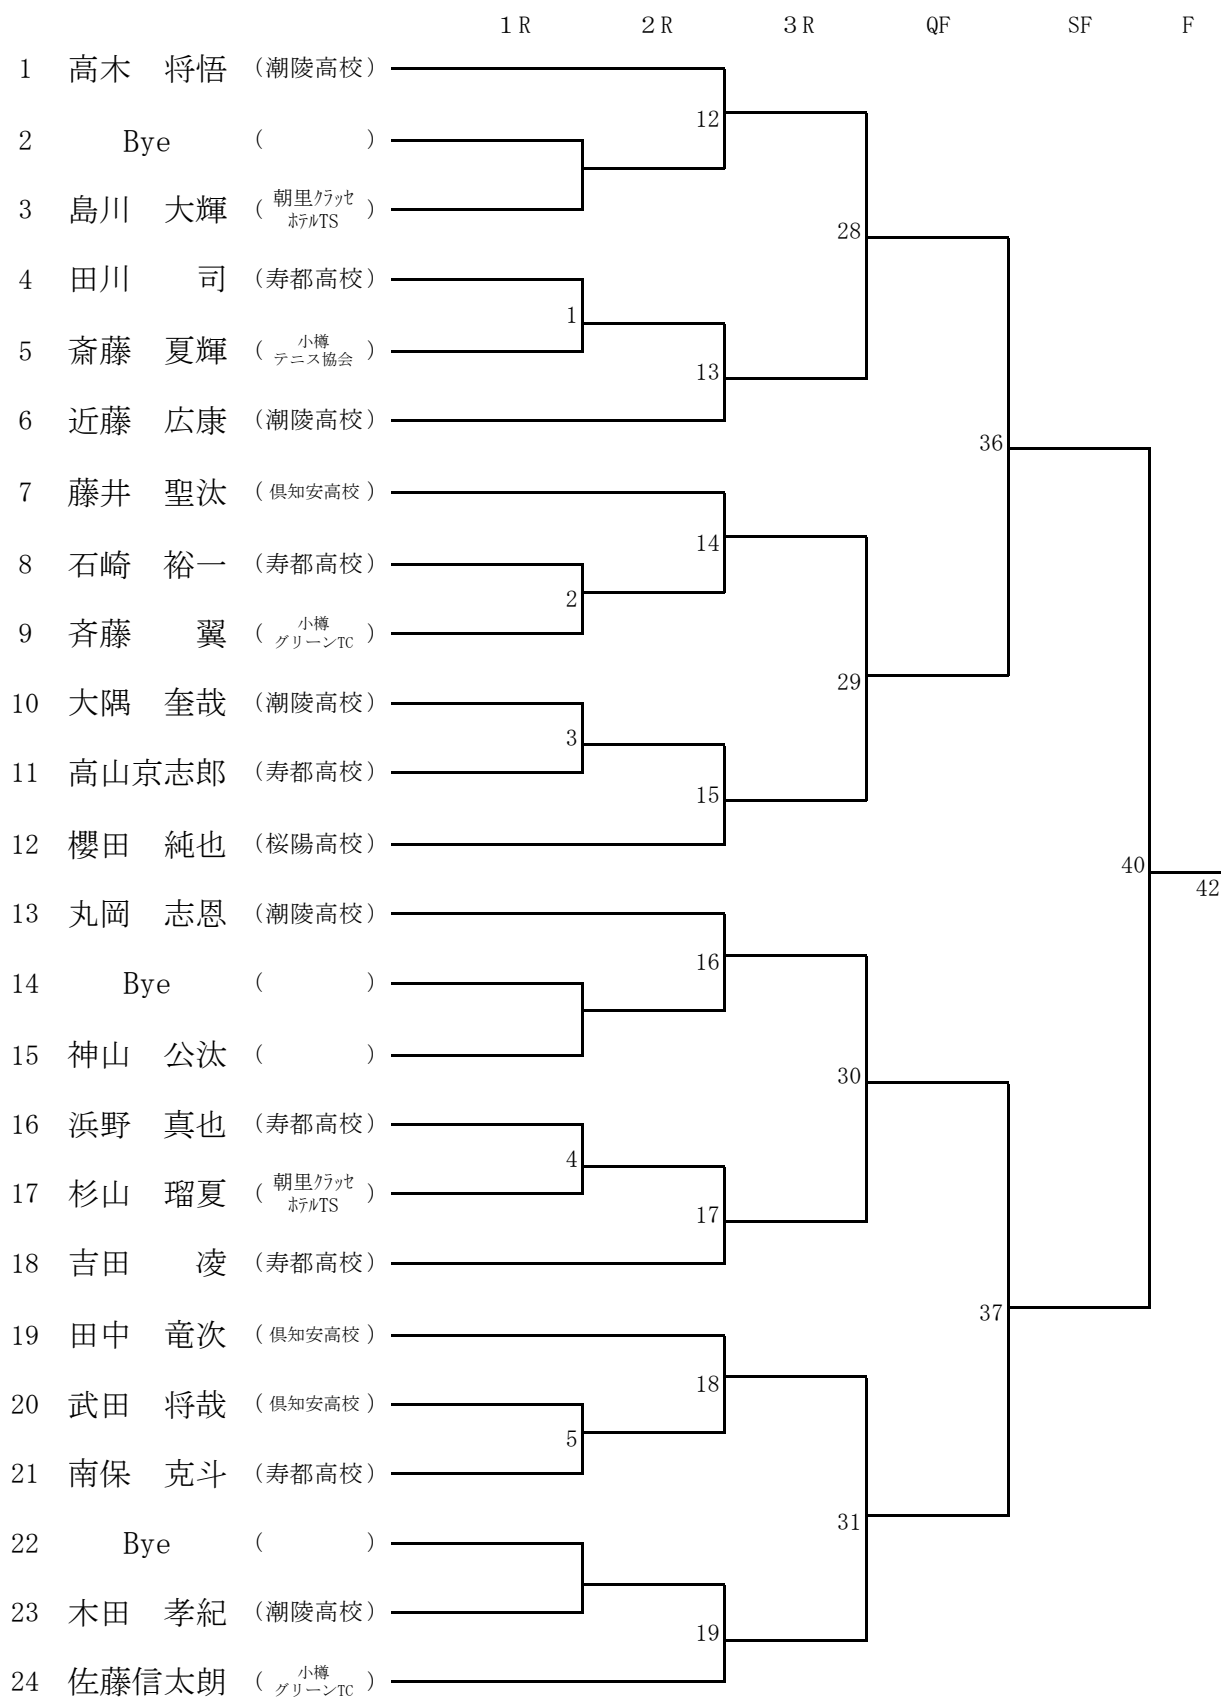 １R ２R ３R QF SF F
1 高木　将悟 (潮陵高校)
12
2 Bye (　　　　)
3 島川　大輝 (朝里ｸﾗｯｾ
ﾎﾃﾙTS)
28
4 田川　　司 (寿都高校)
1
5 斎藤　夏輝 (小樽
テニス協会)
13
6 近藤　広康 (潮陵高校)
36
7 藤井　聖汰 (倶知安高校)
14
8 石崎　裕一 (寿都高校)
2
9 斉藤　　翼 (小樽
グリーンTC)
29
10 大隅　奎哉 (潮陵高校)
3
11 高山京志郎 (寿都高校)
15
12 櫻田　純也 (桜陽高校)
40
42
13 丸岡　志恩 (潮陵高校)
16
14 Bye (　　　　)
15 神山　公汰 (　　　　)
30
16 浜野　真也 (寿都高校)
4
17 杉山　瑠夏 (朝里ｸﾗｯｾ
ﾎﾃﾙTS)
17
18 吉田　　凌 (寿都高校)
37
19 田中　竜次 (倶知安高校)
18
20 武田　将哉 (倶知安高校)
5
21 南保　克斗 (寿都高校)
31
22 Bye (　　　　)
23 木田　孝紀 (潮陵高校)
19
24 佐藤信太朗 (小樽
グリーンTC)